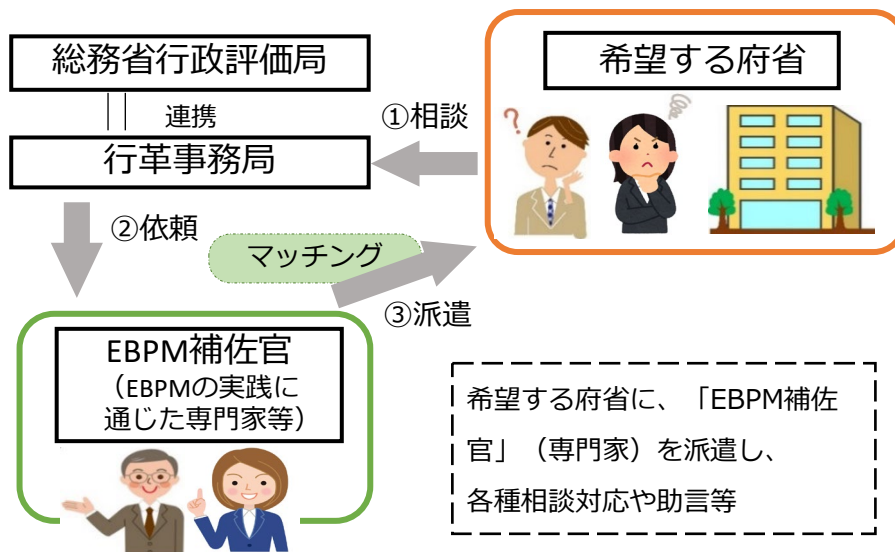 総務省行政評価局
連携
行革事務局
①相談
希望する府省
?
②依頼
マッチング
③派遣
EBPM補佐官
（EBPMの実践に
通じた専門家等）
希望する府省に、「EBPM補佐
官」（専門家）を派遣し、
各種相談対応や助言等